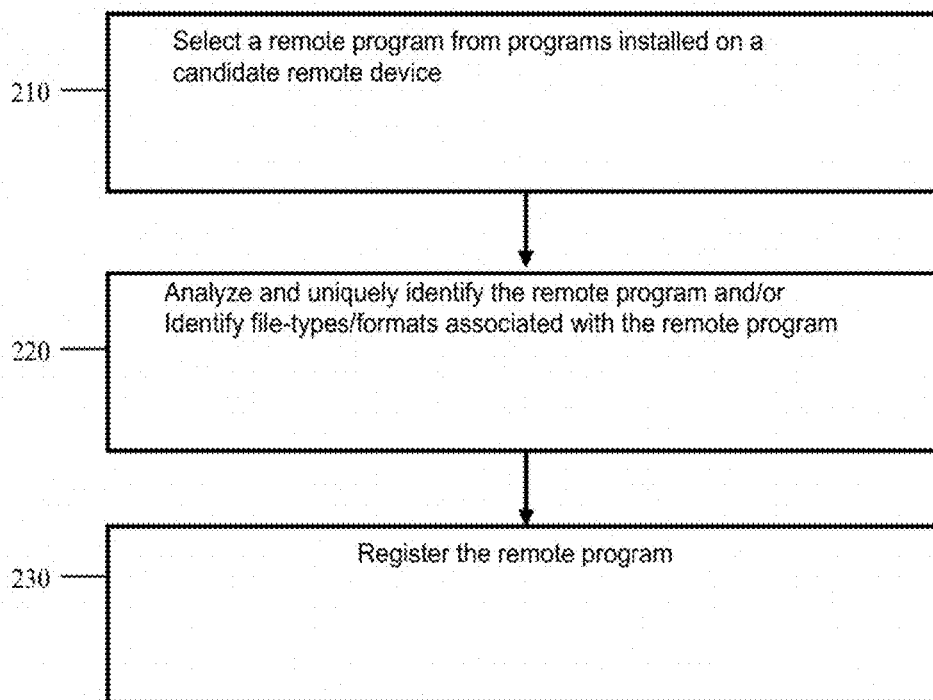 Select a remote program from programs installed on a
candidate remote device
210
Analyze and uniquely identify the remote program and/or
Identify file-types/formats associated with the remote program
220
Register the remote program
230